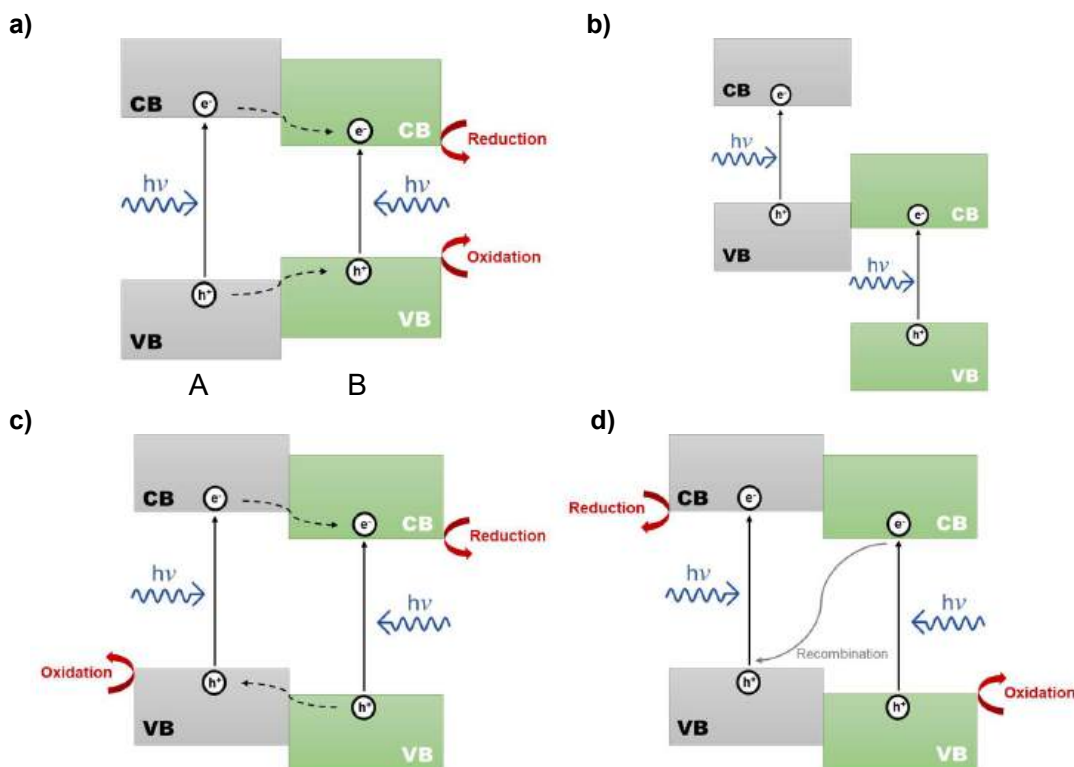 a)
CB
e-
e-
CB
Reduction
hν
hν
h+
h+
Oxidation
VB
VB
A
B
b)
CB
e-
hν
h+
VB
e-
CB
hν
h+
VB
c)
CB
e-
e-
CB
Reduction
hν
hν
Oxidation
h+
h+
VB
VB
d)
Reduction
CB
e-
e-
CB
hν
hν
Recombination
h+
h+
Oxidation
VB
VB